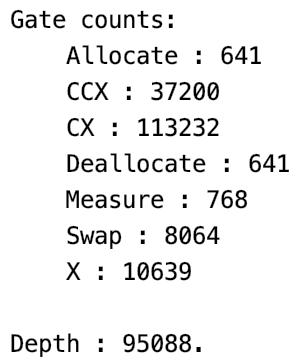 Gate counts:
Allocate : 641
CCX : 37200
CX : 113232
Deallocate : 641
Measure : 768
Swap : 8064
X : 10639
Depth : 95088.